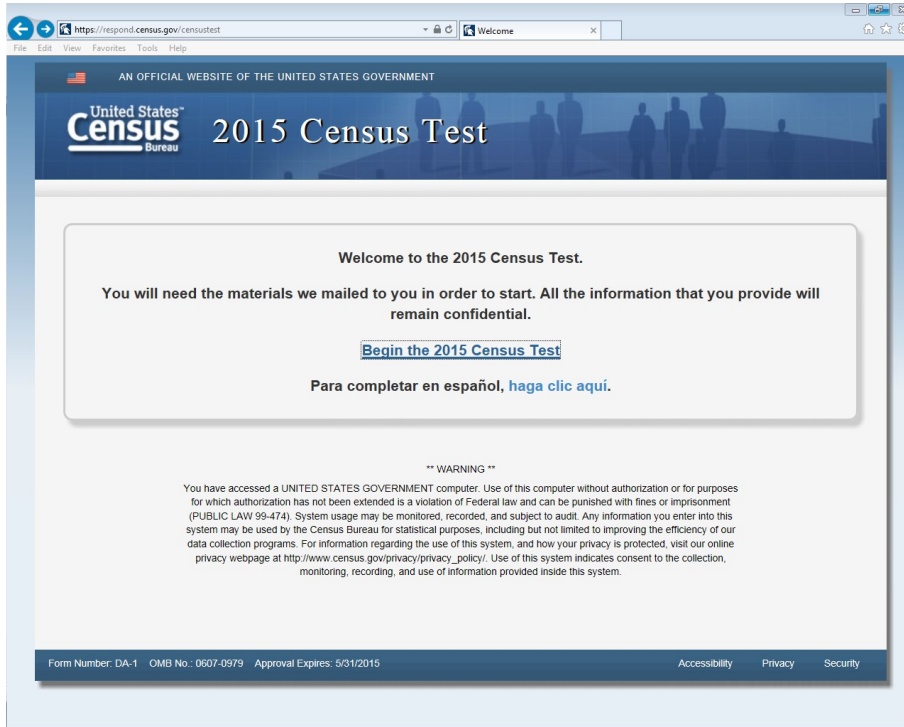 https://respond.census.gov/censustest
Welcome
File Edit View Favorites Tools Help
AN OFFICIAL WEBSITE OF THE UNITED STATES GOVERNMENT
United States™
Census
Bureau
2015 Census Test
Welcome to the 2015 Census Test.
You will need the materials we mailed to you in order to start. All the information that you provide will
remain confidential.
Begin the 2015 Census Test
Para completar en español, haga clic aquí.
** WARNING **
You have accessed a UNITED STATES GOVERNMENT computer. Use of this computer without authorization or for purposes
for which authorization has not been extended is a violation of Federal law and can be punished with fines or imprisonment
(PUBLIC LAW 99-474). System usage may be monitored, recorded, and subject to audit. Any information you enter into this
system may be used by the Census Bureau for statistical purposes, including but not limited to improving the efficiency of our
data collection programs. For information regarding the use of this system, and how your privacy is protected, visit our online
privacy webpage at http://www.census.gov/privacy/privacy_policy/. Use of this system indicates consent to the collection,
monitoring, recording, and use of information provided inside this system.
Form Number: DA-1 OMB No.: 0607-0979 Approval Expires: 5/31/2015 Accessibility Privacy Security